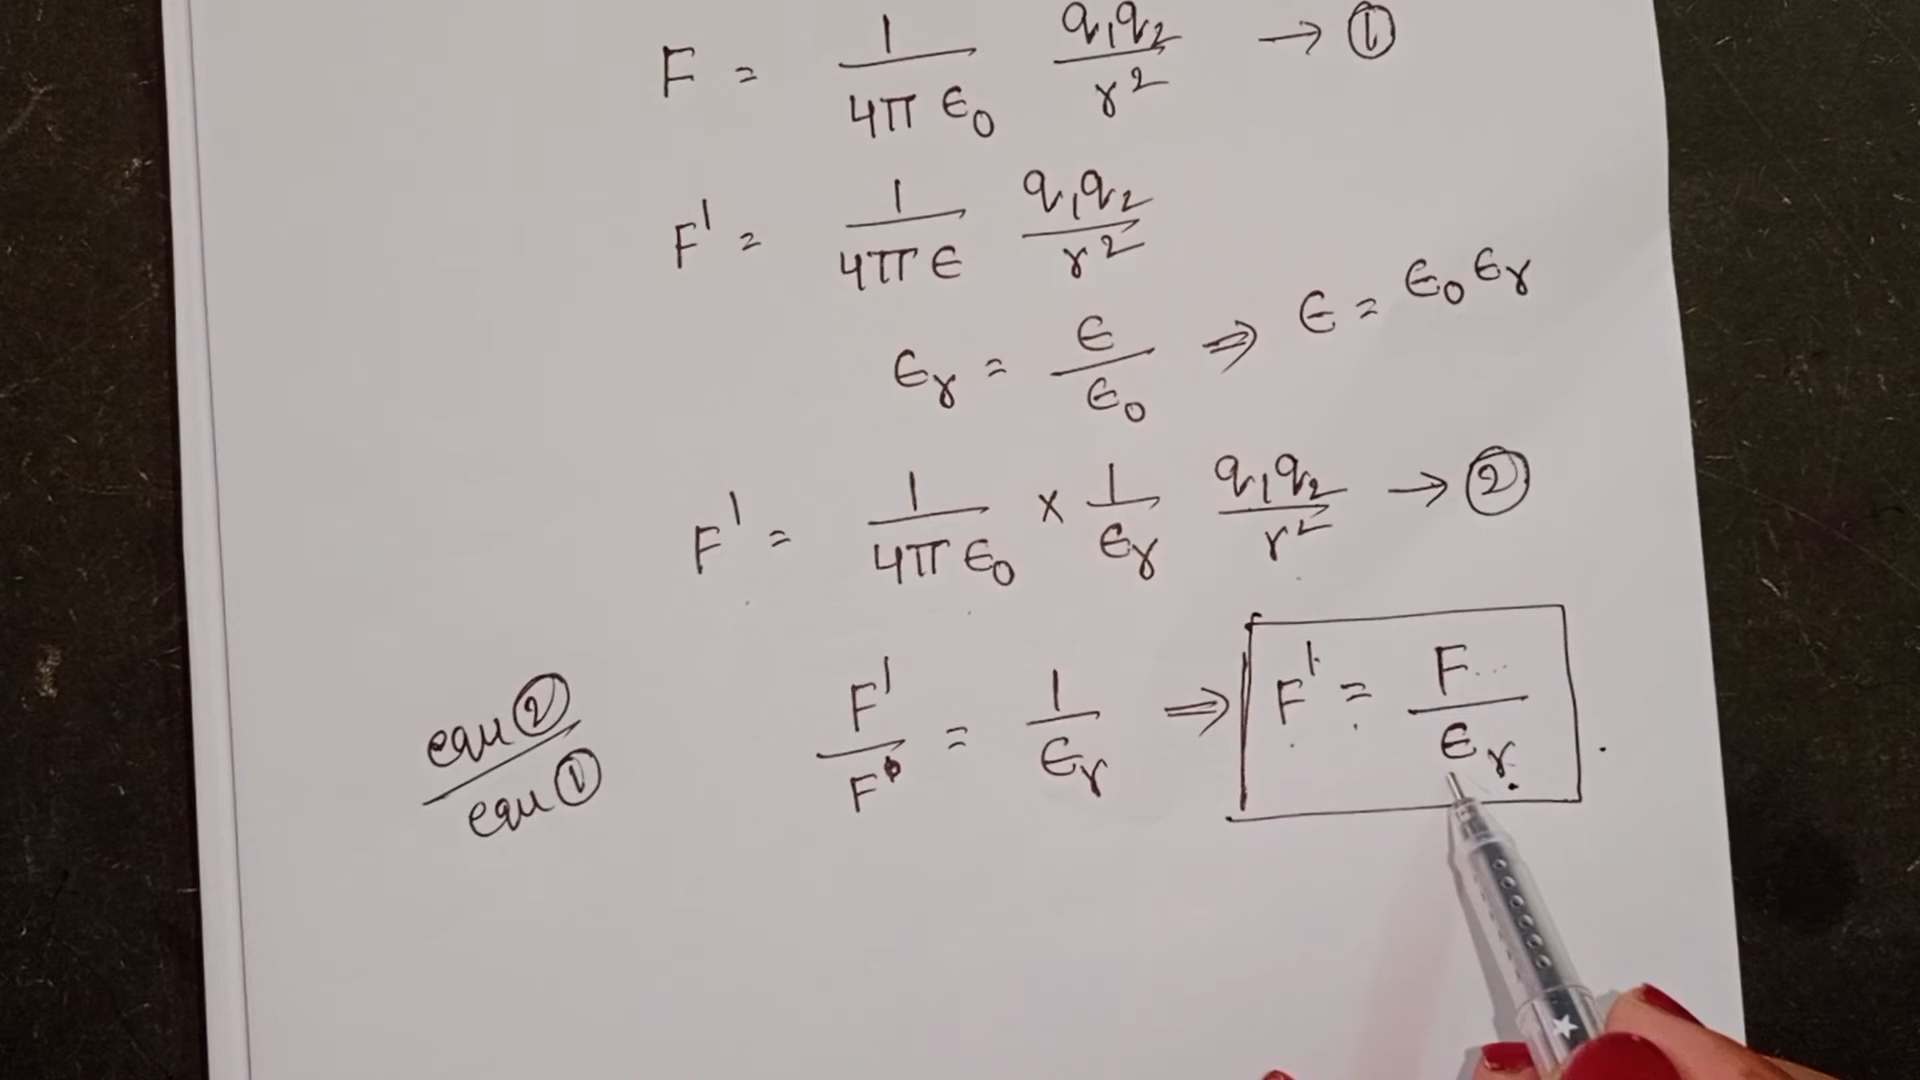 F = 1/4πϵ₀ q₁q₂/r² → ①
F' = 1/4πϵ q₁q₂/r²
ϵᵣ = ϵ/ϵ₀ ⇒ ϵ = ϵ₀ϵᵣ
F' = 1/4πϵ₀ × 1/ϵᵣ q₁q₂/r² → ②
equ②/equ① F'/F = 1/ϵᵣ ⇒ F' = F/ϵᵣ.